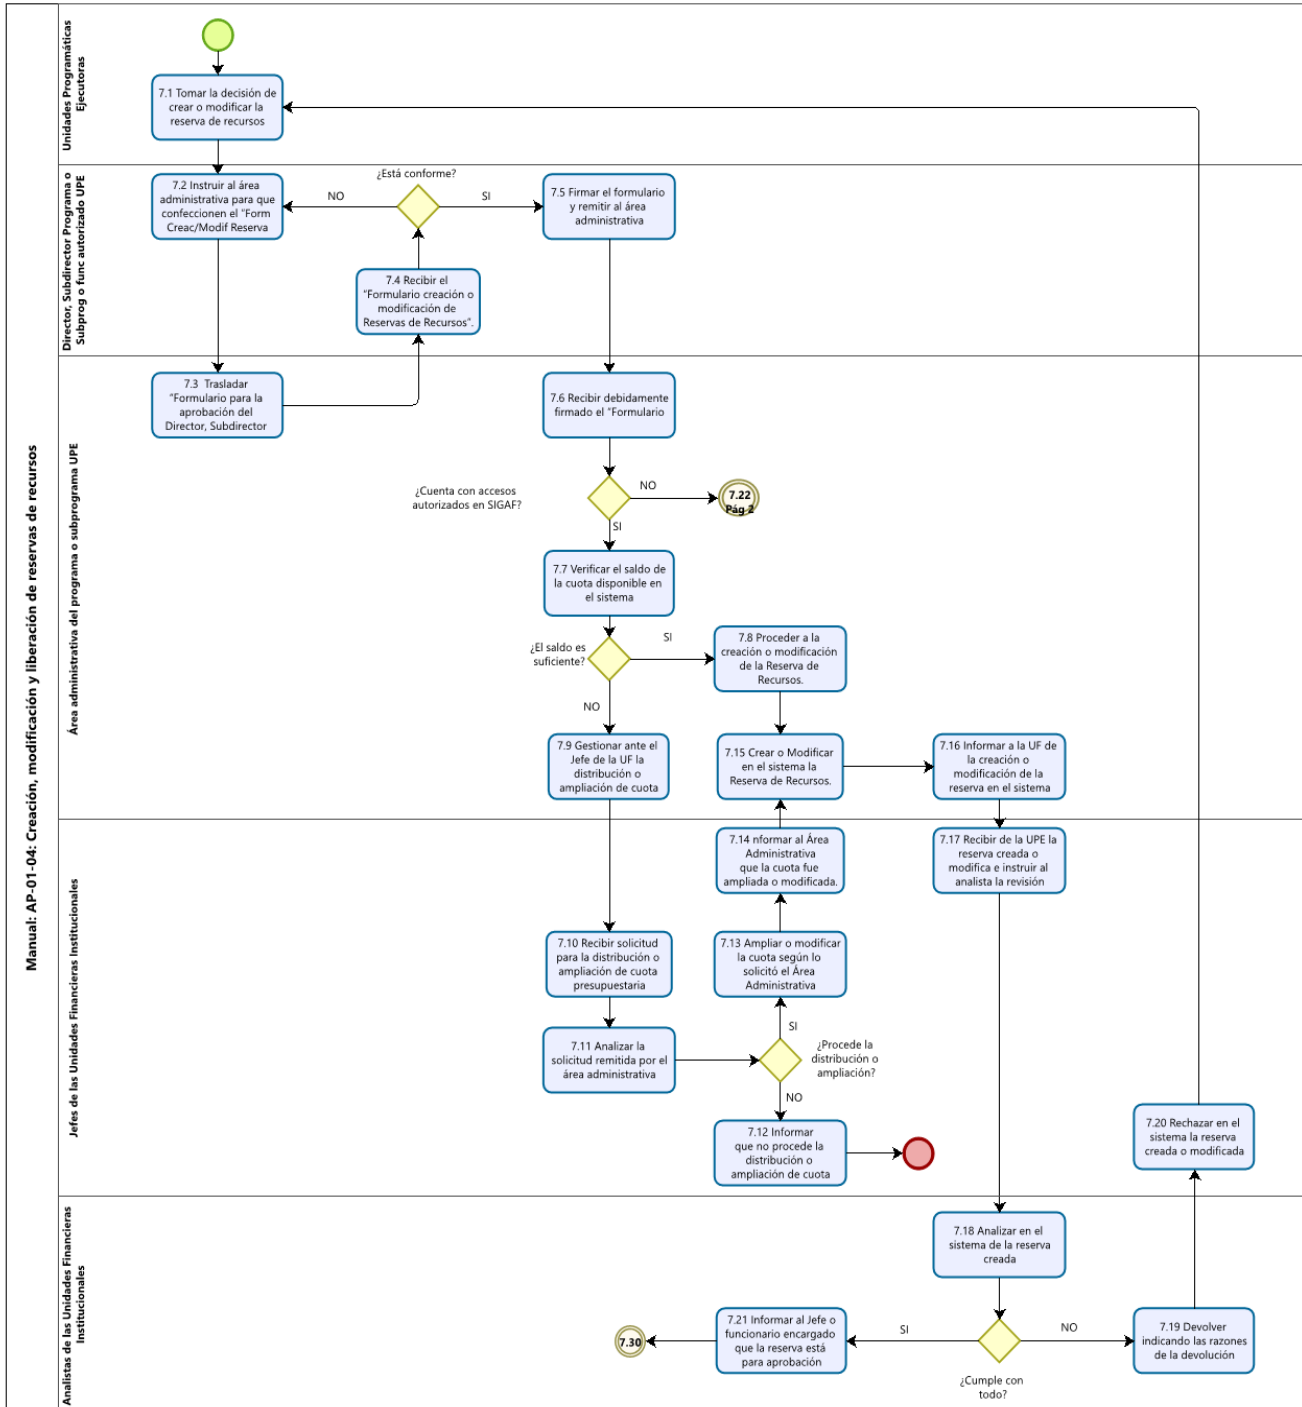 Manual: AP-01-04: Creación, modificación y liberación de reservas de recursos
Unidades Programáticas
Ejecutoras
7.1 Tomar la decisión de
crear o modificar la
reserva de recursos
Director, Subdirector Programa o
Subprog o func autorizado UPE
7.2 Instruir al área
administrativa para que
confeccionen el "Form
Creac/Modif Reserva
NO
¿Está conforme?
SI
7.5 Firmar el formulario
y remitir al área
administrativa
7.4 Recibir el
"Formulario creación o
modificación de
Reservas de Recursos".
Área administrativa del programa o subprograma UPE
7.3 Trasladar
"Formulario para la
aprobación del
Director, Subdirector
7.6 Recibir debidamente
firmado el "Formulario
¿Cuenta con accesos
autorizados en SIGAF?
NO
7.22
Pág 2
SI
7.7 Verificar el saldo de
la cuota disponible en
el sistema
¿El saldo es
suficiente?
SI
7.8 Proceder a la
creación o modificación
de la Reserva de
Recursos.
NO
7.9 Gestionar ante el
Jefe de la UF la
distribución o
ampliación de cuota
7.15 Crear o Modificar
en el sistema la
Reserva de Recursos.
7.16 Informar a la UF de
la creación o
modificación de la
reserva en el sistema
Jefes de las Unidades Financieras Institucionales
7.14 nformar al Área
Administrativa
que la cuota fue
ampliada o modificada.
7.17 Recibir de la UPE la
reserva creada o
modifica e instruir al
analista la revisión
7.10 Recibir solicitud
para la distribución o
ampliación de cuota
presupuestaria
7.13 Ampliar o modificar
la cuota según lo
solicitó el Área
Administrativa
SI
7.11 Analizar la
solicitud remitida por el
área administrativa
¿Procede la
distribución o
ampliación?
NO
7.12 Informar
que no procede la
distribución o
ampliación de cuota
7.20 Rechazar en el
sistema la reserva
creada o modificada
Analistas de las Unidades Financieras
Institucionales
7.18 Analizar en el
sistema de la reserva
creada
7.30
7.21 Informar al Jefe o
funcionario encargado
que la reserva está
para aprobación
SI
NO
7.19 Devolver
indicando las razones
de la devolución
¿Cumple con
todo?